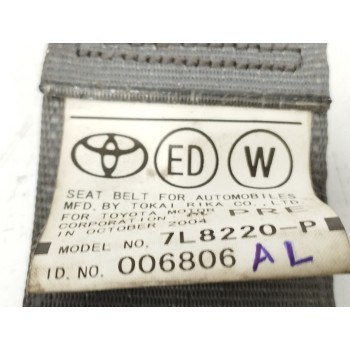 ED W
SEAT BELT FOR AUTOMOBILES
MFD. BY TOKAI RIKA CO., LTD.
FOR TOYOTA MOTOR PRE
CORPORATION
IN OCTOBER 2004
MODEL NO. 7L8220-P
I D. NO. 006806 AL